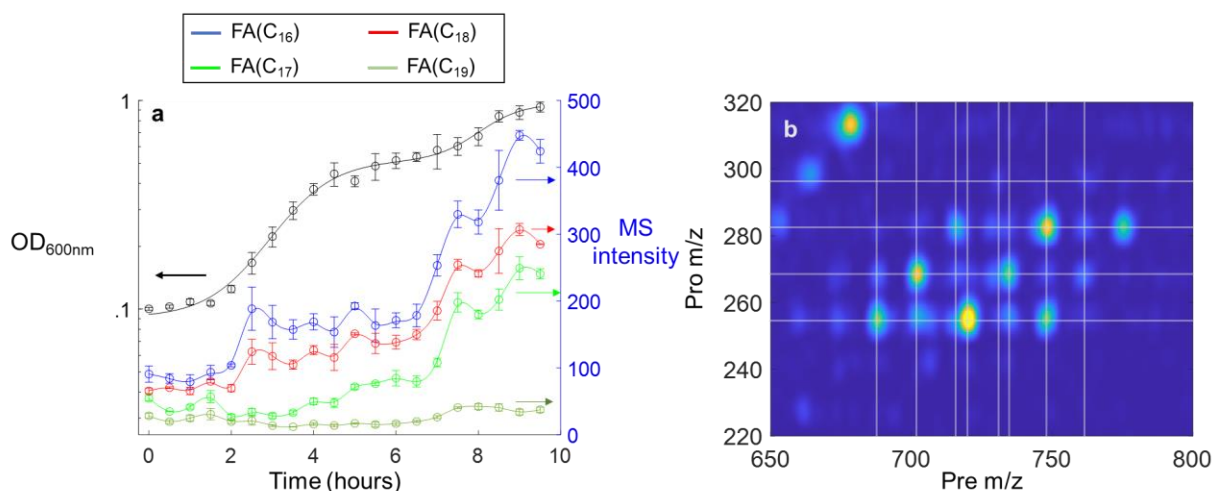 FA(C16) FA(C18)
FA(C17) FA(C19)
a
1
.1
OD600nm
0 2 4 6 8 10
Time (hours)
500
400
300
200
100
0
MS
intensity
b
320
300
280
260
240
220
Pro m/z
650 700 750 800
Pre m/z